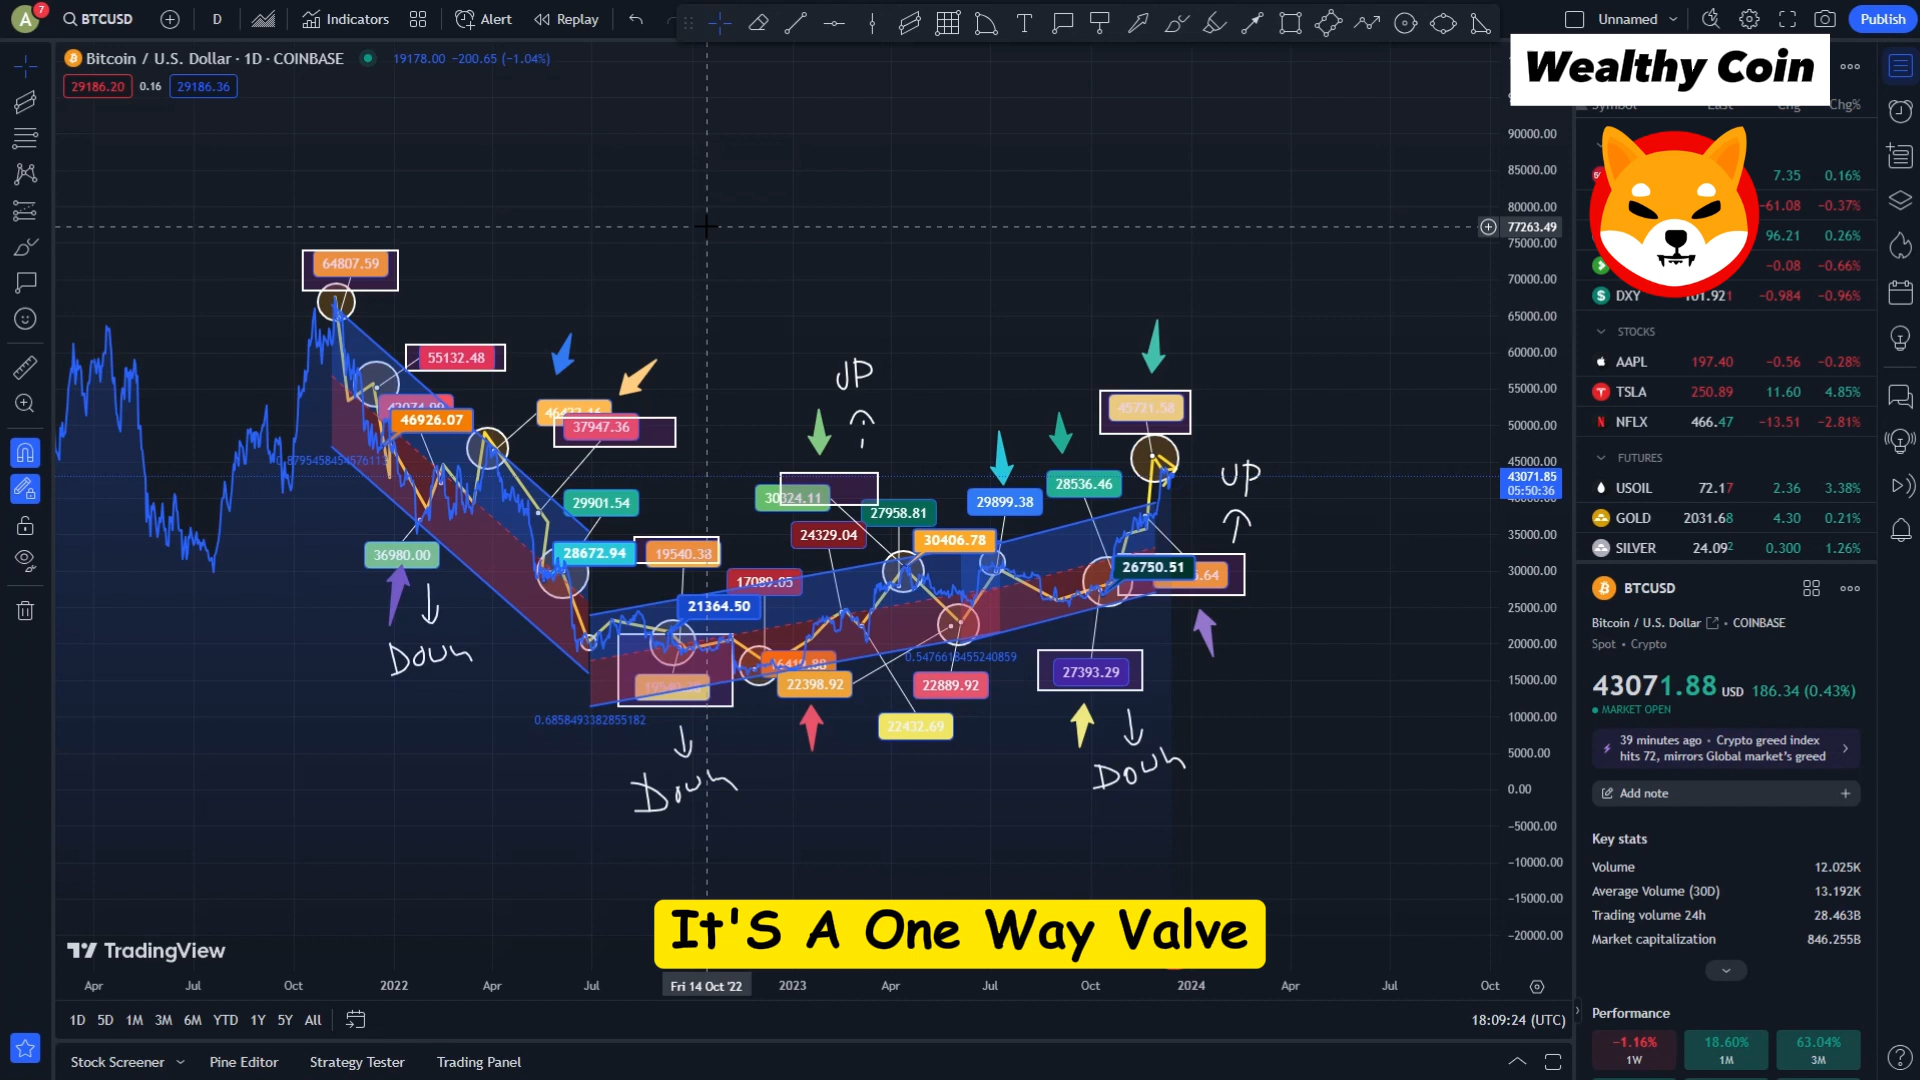 A 7 BTCUSD D Indicators Alert Replay Unnamed Publish
Wealthy Coin
Bitcoin / U.S. Dollar · 1D · COINBASE 19178.00 −200.65 (−1.04%)
29186.20 0.16 29186.36
90000.00
85000.00
80000.00
77263.49
75000.00
70000.00
65000.00
60000.00
55000.00
50000.00
45000.00
43071.85
05:50:36
35000.00
30000.00
25000.00
20000.00
15000.00
10000.00
5000.00
0.00
−5000.00
−10000.00
−15000.00
−20000.00
64807.59
55132.48
46926.07
37947.36
29901.54
36980.00
28672.94
19540.38
17089.05
21364.50
0.6858493382855182
UP
24329.04
27958.81
30406.78
29899.38
28536.46
45721.58
UP
26750.51
22398.92
22889.92
22432.69
0.5476618455240859
27393.29
Down
Down
Down
It'S A One Way Valve
TradingView
Apr Jul Oct 2022 Apr Jul Fri 14 Oct '22 2023 Apr Jul Oct 2024 Apr Jul Oct
1D 5D 1M 3M 6M YTD 1Y 5Y All
18:09:24 (UTC)
Stock Screener Pine Editor Strategy Tester Trading Panel
Chg%
7.35 0.16%
−61.08 −0.37%
96.21 0.26%
−0.08 −0.66%
DXY 101.921 −0.984 −0.96%
STOCKS
AAPL 197.40 −0.56 −0.28%
TSLA 250.89 11.60 4.85%
NFLX 466.47 −13.51 −2.81%
FUTURES
USOIL 72.17 2.36 3.38%
GOLD 2031.68 4.30 0.21%
SILVER 24.092 0.300 1.26%
BTCUSD
Bitcoin / U.S. Dollar COINBASE
Spot • Crypto
43071.88 USD 186.34 (0.43%)
MARKET OPEN
39 minutes ago • Crypto greed index
hits 72, mirrors Global market's greed
Add note
Key stats
Volume 12.025K
Average Volume (30D) 13.192K
Trading volume 24h 28.463B
Market capitalization 846.255B
Performance
−1.16% 18.60% 63.04%
1W 1M 3M